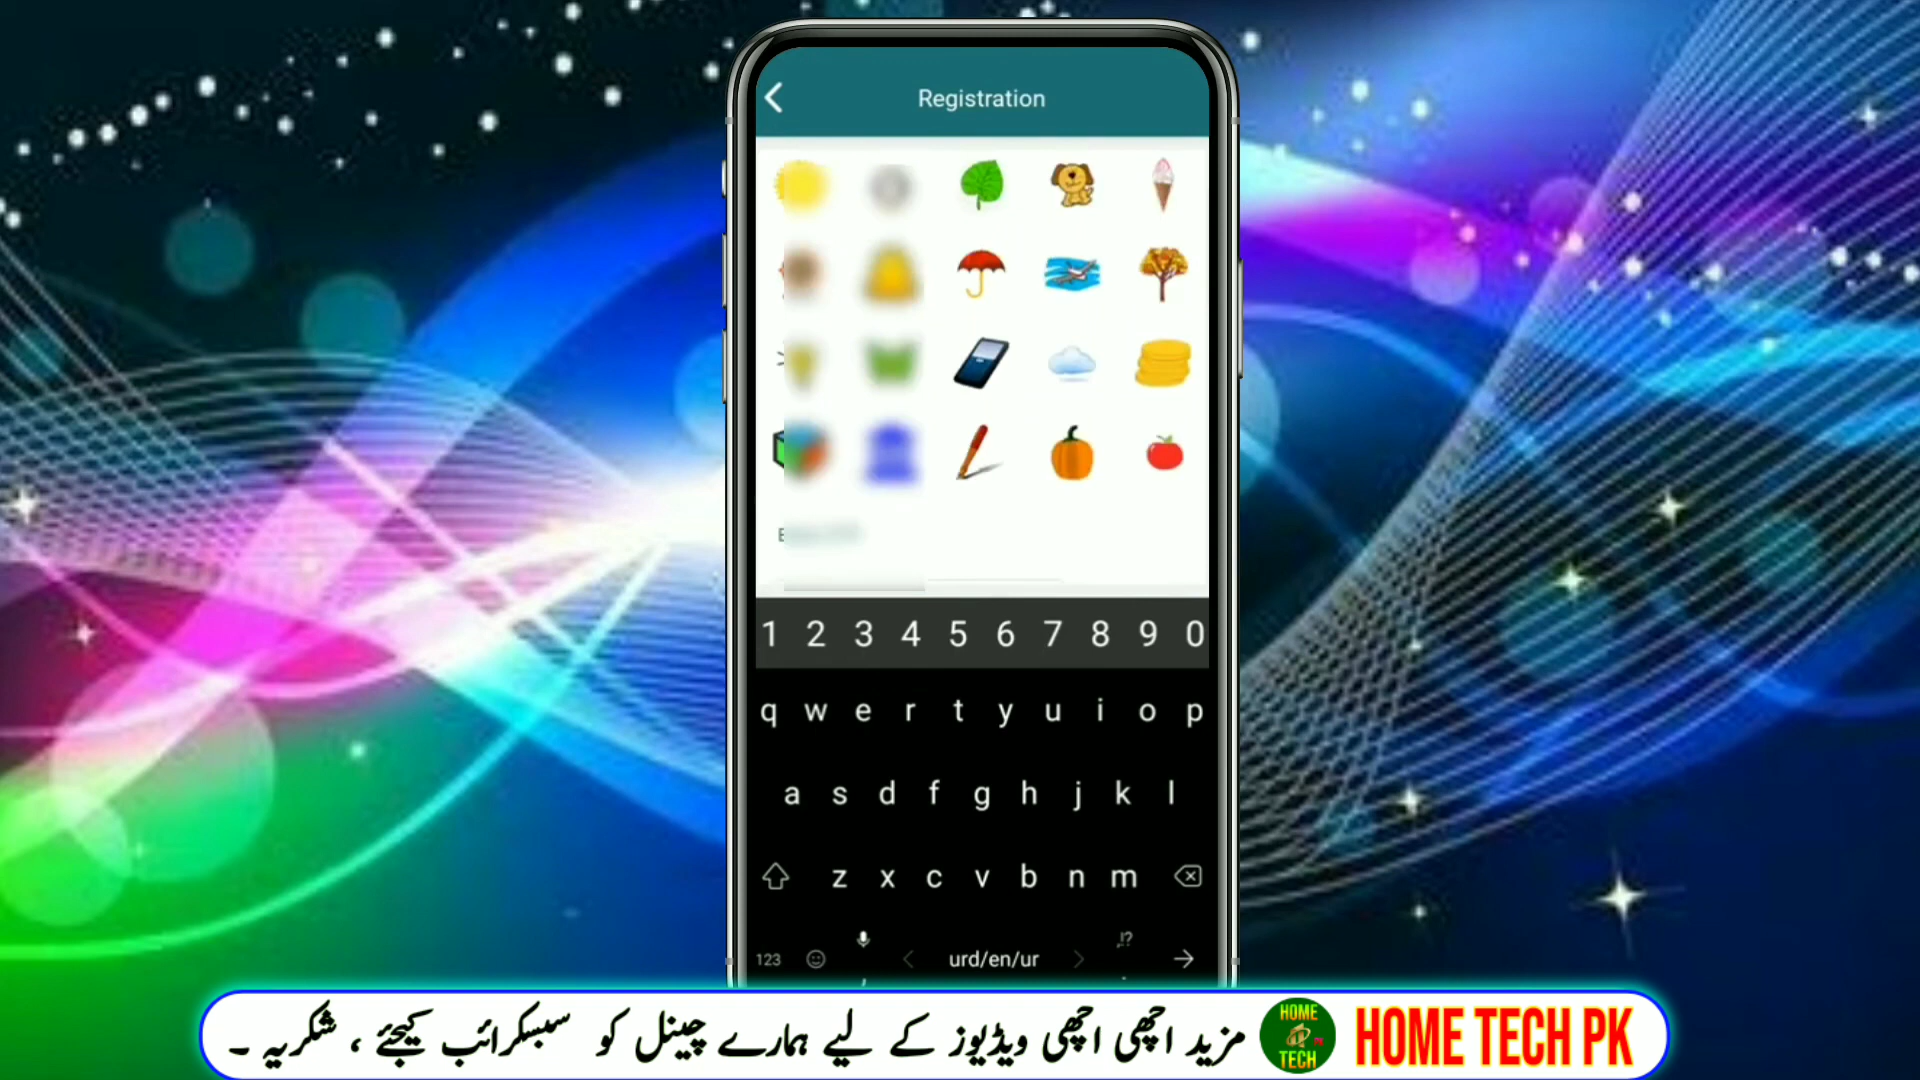 Registration
1 2 3 4 5 6 7 8 9 0
q w e r t y u i o p
a s d f g h j k l
z x c v b n m
!?
123 urd/en/ur
مزید اچھی اچھی ویڈیوز کے لیے ہمارے چینل کو سبسکرائب کیجئے ، شکریہ ۔
HOME TECH
HOME TECH PK